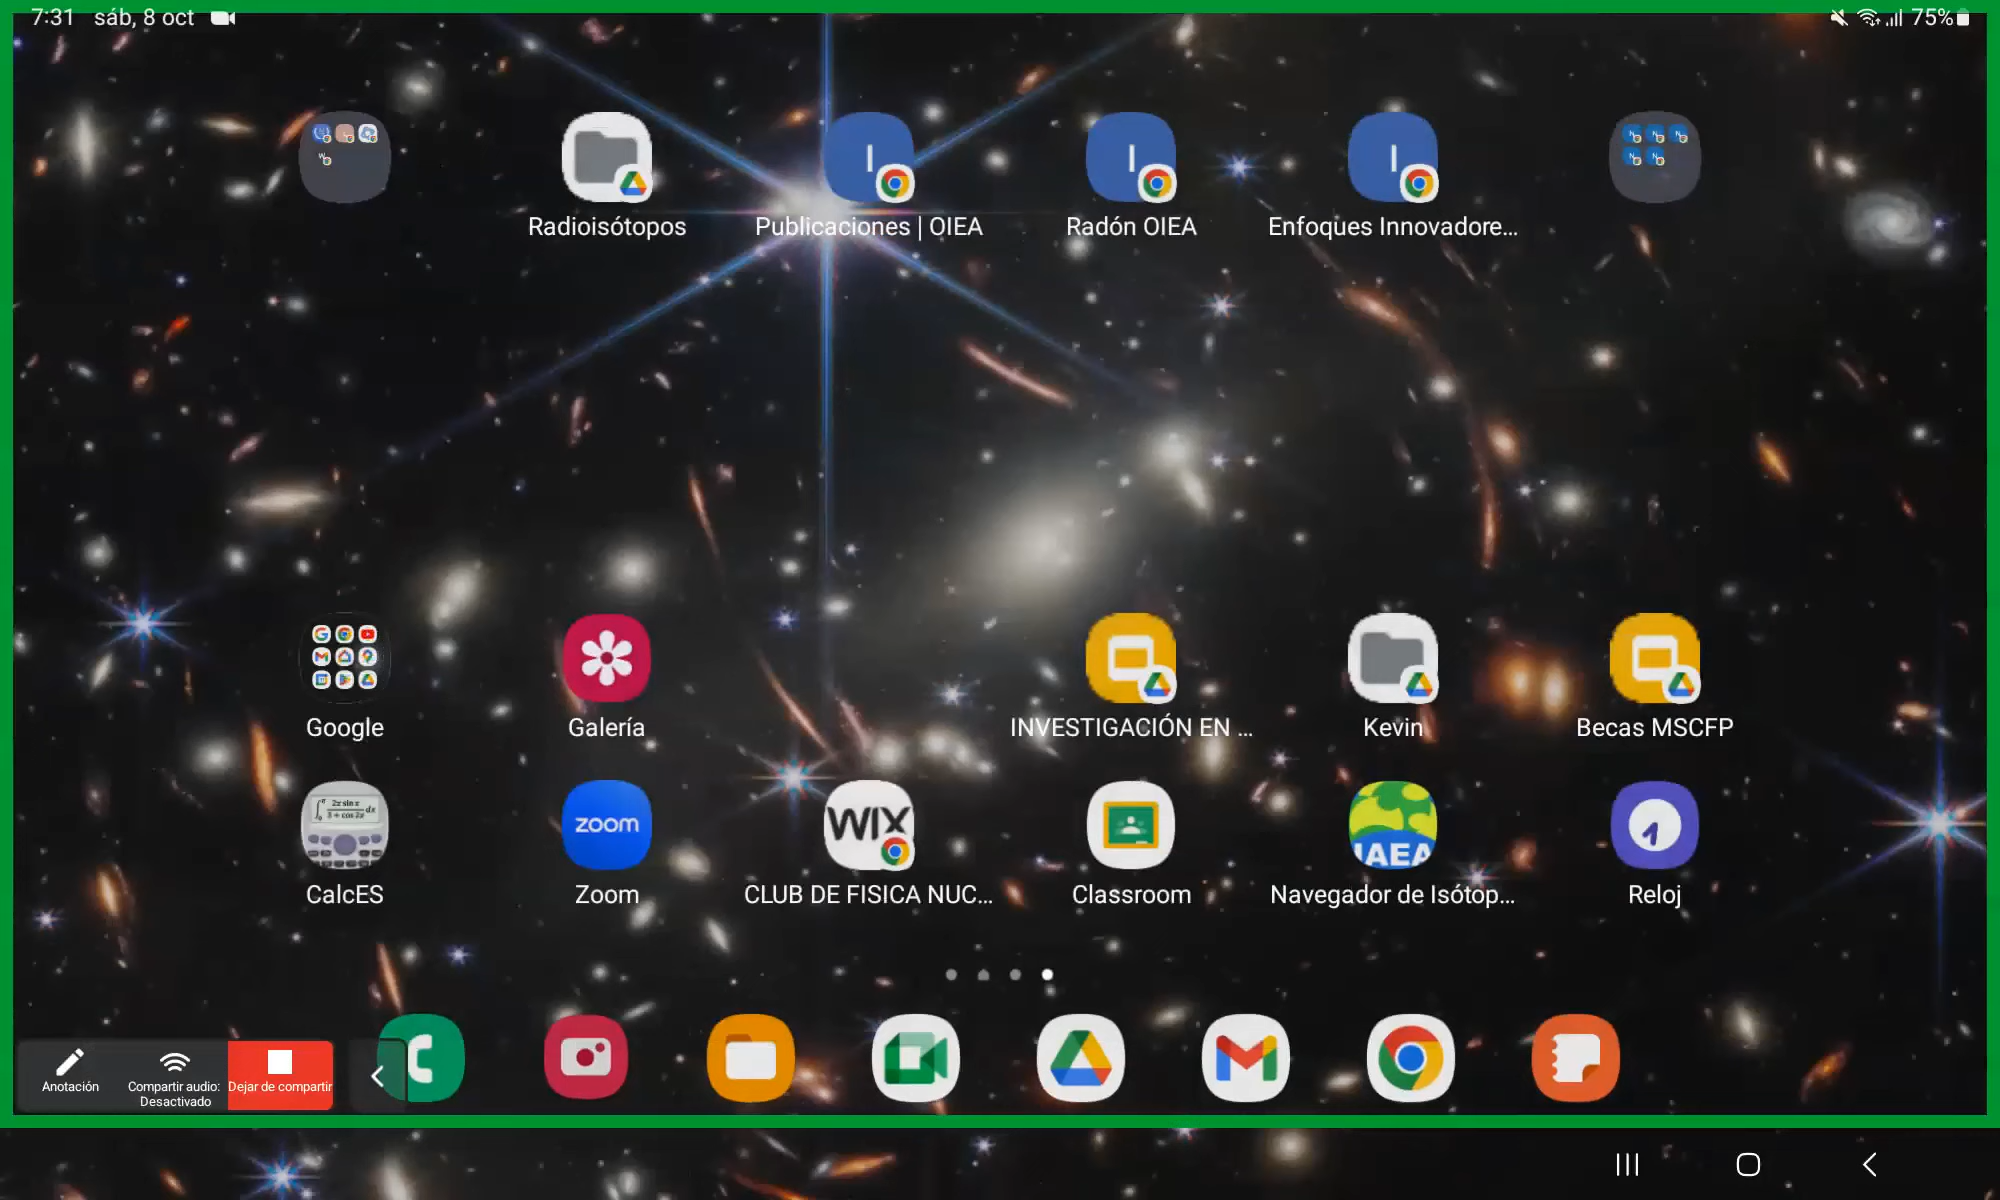 7:31 sáb, 8 oct
75%
Radioisótopos
Publicaciones | OIEA
Radón OIEA
Enfoques Innovadore...
Google
Galería
INVESTIGACIÓN EN ...
Kevin
Becas MSCFP
zoom
WIX
IAEA
CalcES
Zoom
CLUB DE FISICA NUC...
Classroom
Navegador de Isótop...
Reloj
Anotación
Compartir audio:
Desactivado
Dejar de compartir